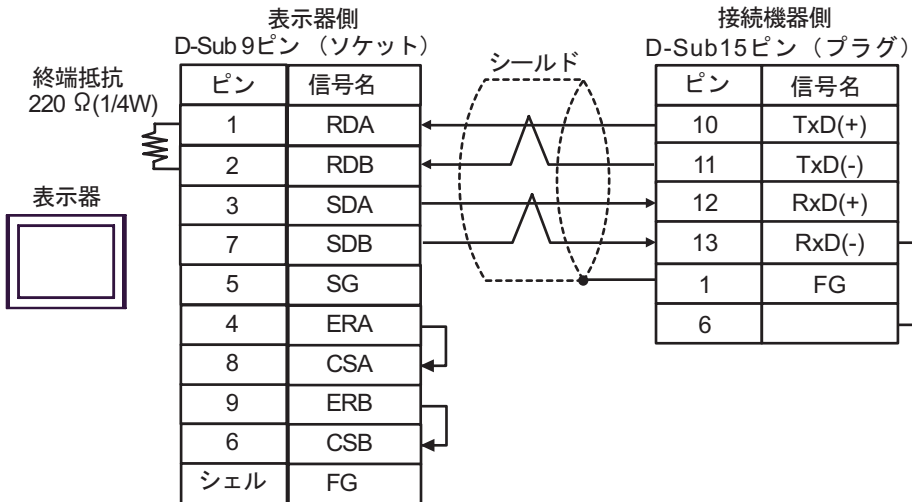 表示器側
D-Sub 9ピン （ソケット）
終端抵抗
220 Ω(1/4W)
表示器
ピン 信号名
1 RDA
2 RDB
3 SDA
7 SDB
5 SG
4 ERA
8 CSA
9 ERB
6 CSB
シェル FG
シールド
接続機器側
D-Sub15ピン（プラグ）
ピン 信号名
10 TxD(+)
11 TxD(-)
12 RxD(+)
13 RxD(-)
1 FG
6